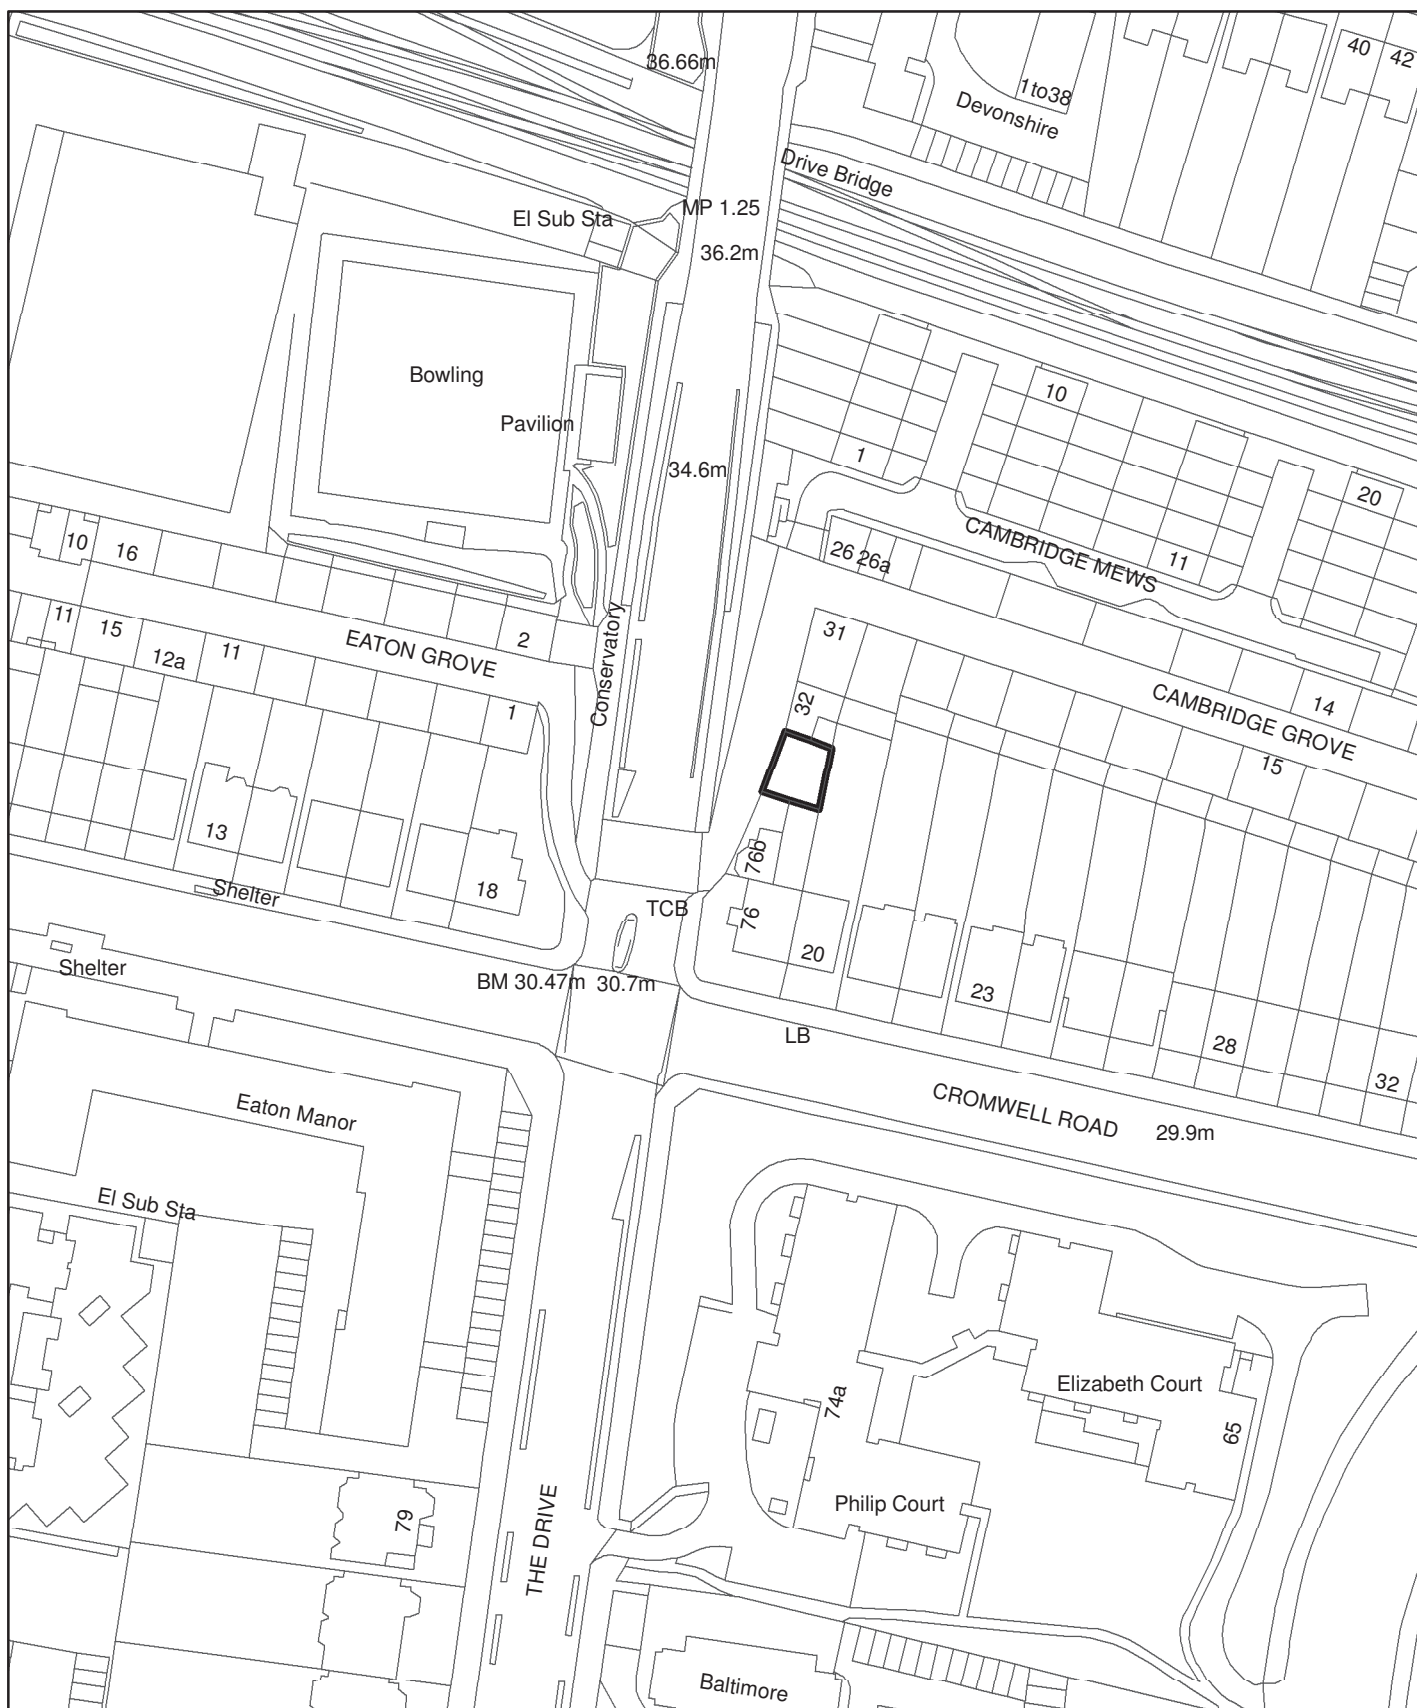 36.66m
40
42
1to38
Devonshire
Drive Bridge
MP 1.25
El Sub Sta
36.2m
Bowling
10
Pavilion
1
34.6m
20
CAMBRIDGE MEWS
11
10
16
26
26a
11
15
12a
11
EATON GROVE
2
Conservatory
31
32
14
CAMBRIDGE GROVE
15
1
13
76b
18
Shelter
TCB
76
20
Shelter
BM 30.47m
30.7m
23
LB
28
32
CROMWELL ROAD
29.9m
Eaton Manor
El Sub Sta
Elizabeth Court
74a
65
Philip Court
79
THE DRIVE
Baltimore